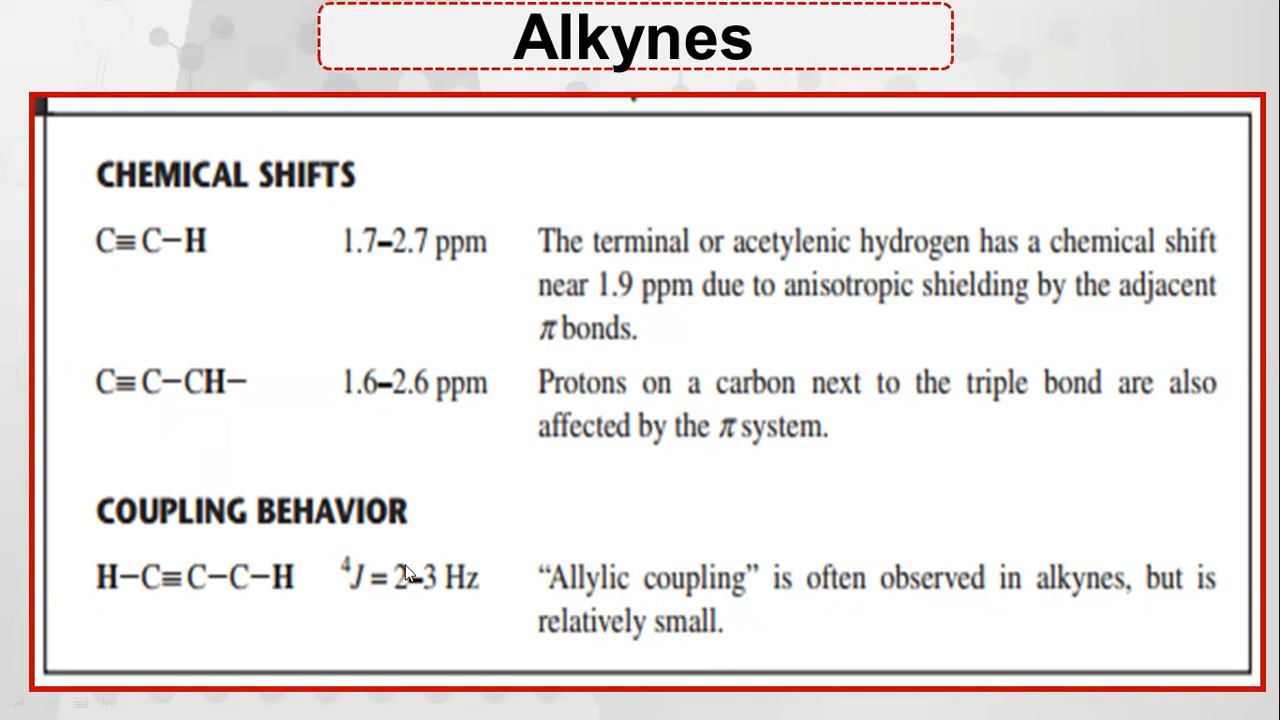 Alkynes
CHEMICAL SHIFTS
C≡C−H 1.7–2.7 ppm The terminal or acetylenic hydrogen has a chemical shift
near 1.9 ppm due to anisotropic shielding by the adjacent
π bonds.
C≡C−CH− 1.6–2.6 ppm Protons on a carbon next to the triple bond are also
affected by the π system.
COUPLING BEHAVIOR
H−C≡C−C−H ⁴J = 2–3 Hz “Allylic coupling” is often observed in alkynes, but is
relatively small.